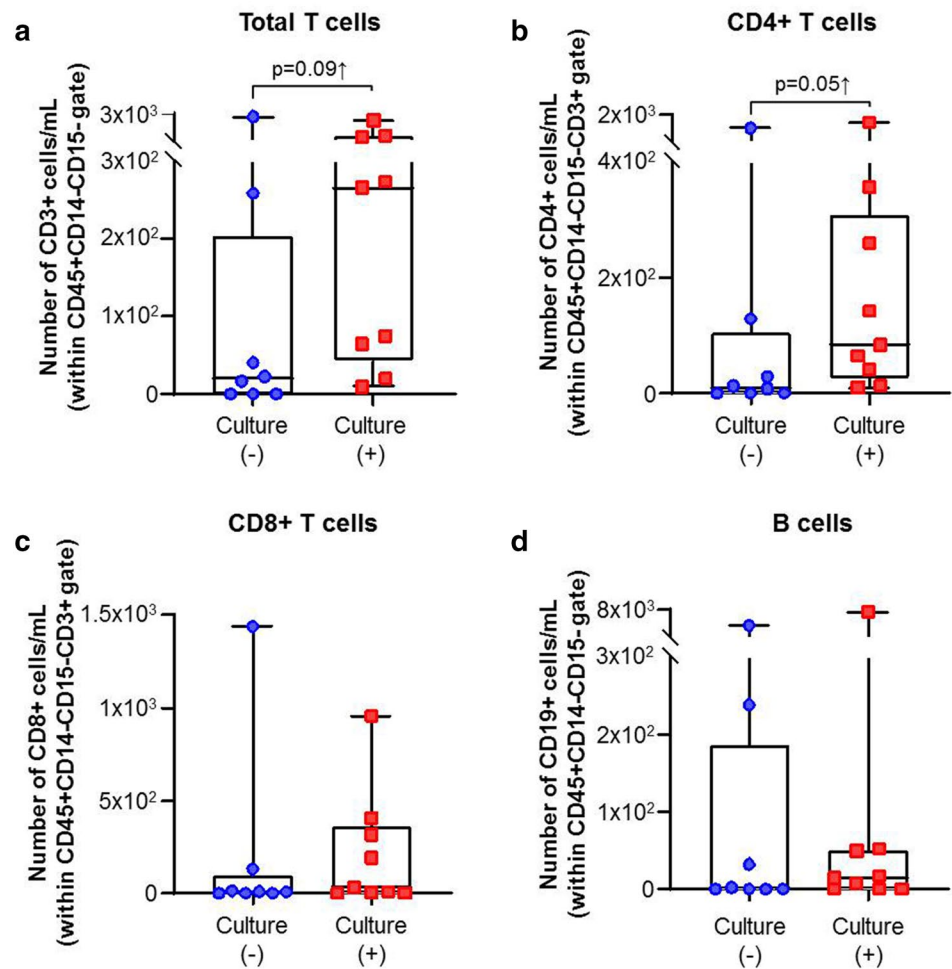 a
Total T cells
p=0.09↑
Number of CD3+ cells/mL
(within CD45+CD14-CD15- gate)
3x10³
3x10²
2x10²
1x10²
0
Culture
(-)
Culture
(+)
b
CD4+ T cells
p=0.05↑
Number of CD4+ cells/mL
(within CD45+CD14-CD15-CD3+ gate)
2x10³
4x10²
2x10²
0
Culture
(-)
Culture
(+)
c
CD8+ T cells
Number of CD8+ cells/mL
(within CD45+CD14-CD15-CD3+ gate)
1.5x10³
1x10³
5x10²
0
Culture
(-)
Culture
(+)
d
B cells
Number of CD19+ cells/mL
(within CD45+CD14-CD15- gate)
8x10³
3x10²
2x10²
1x10²
0
Culture
(-)
Culture
(+)